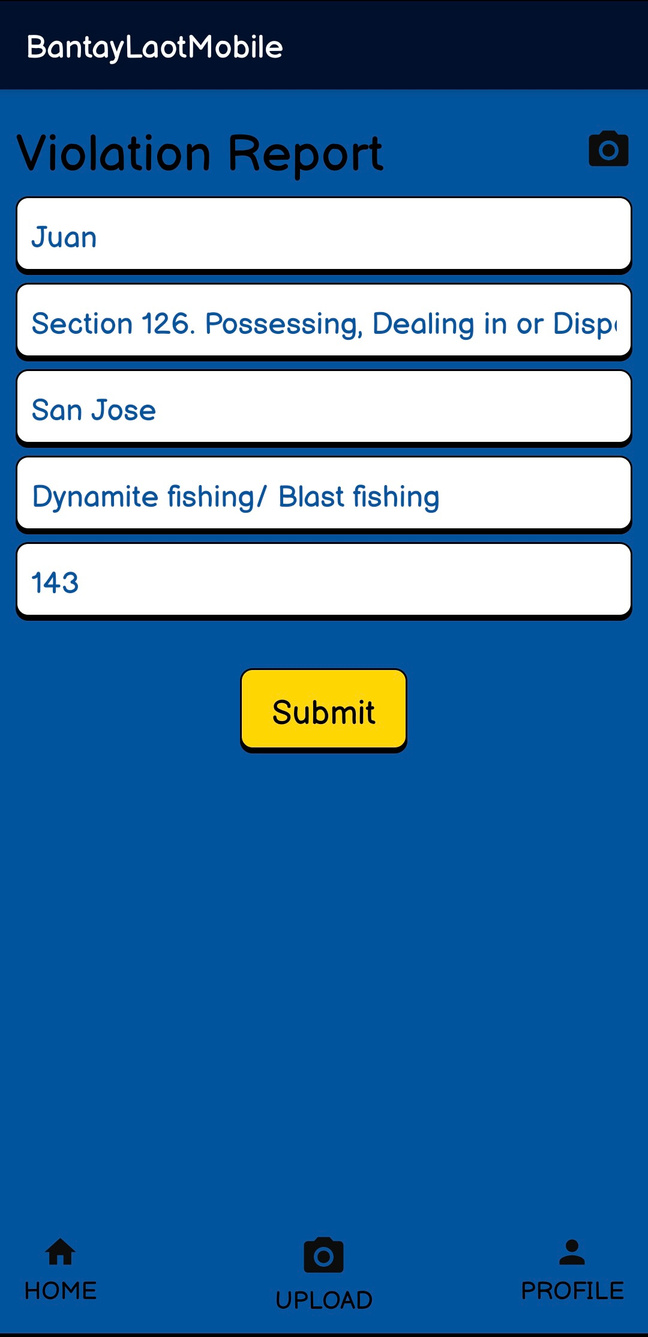 BantayLaotMobile
Violation Report
Juan
Section 126. Possessing, Dealing in or Disp
San Jose
Dynamite fishing/ Blast fishing
143
Submit
HOME
UPLOAD
PROFILE